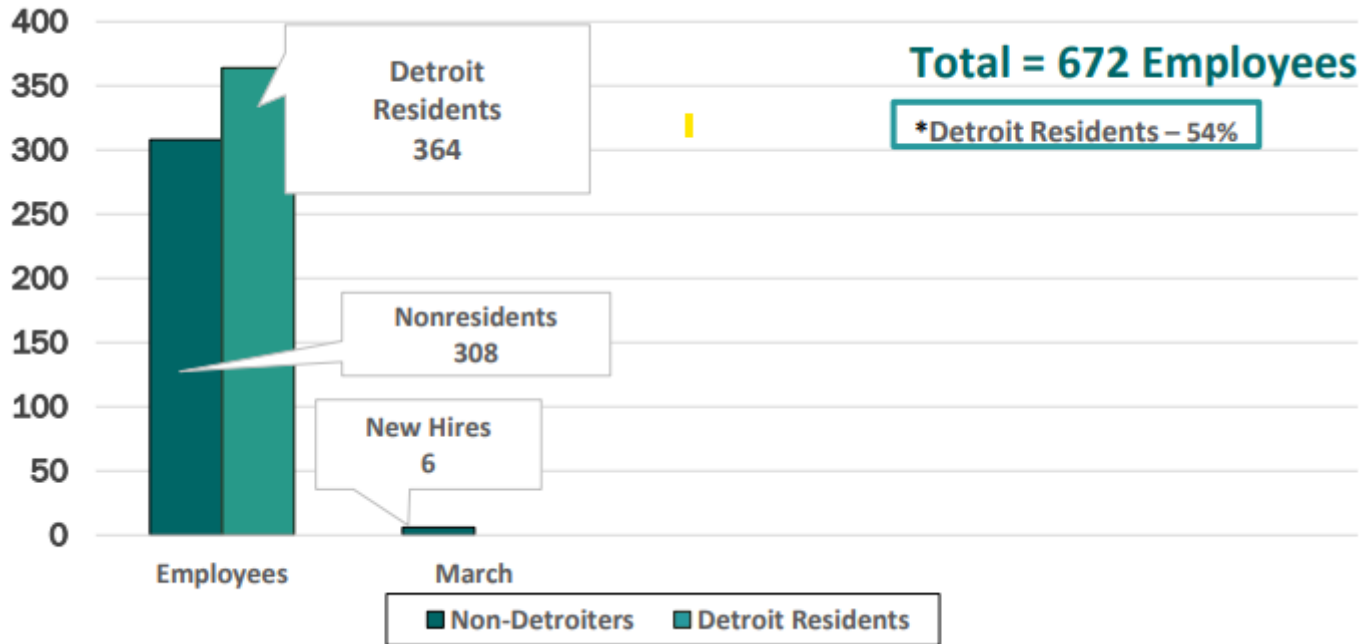 400
350
300
250
200
150
100
50
0
Detroit
Residents
364
Total = 672 Employees
*Detroit Residents – 54%
Nonresidents
308
New Hires
6
Employees
March
Non-Detroiters
Detroit Residents